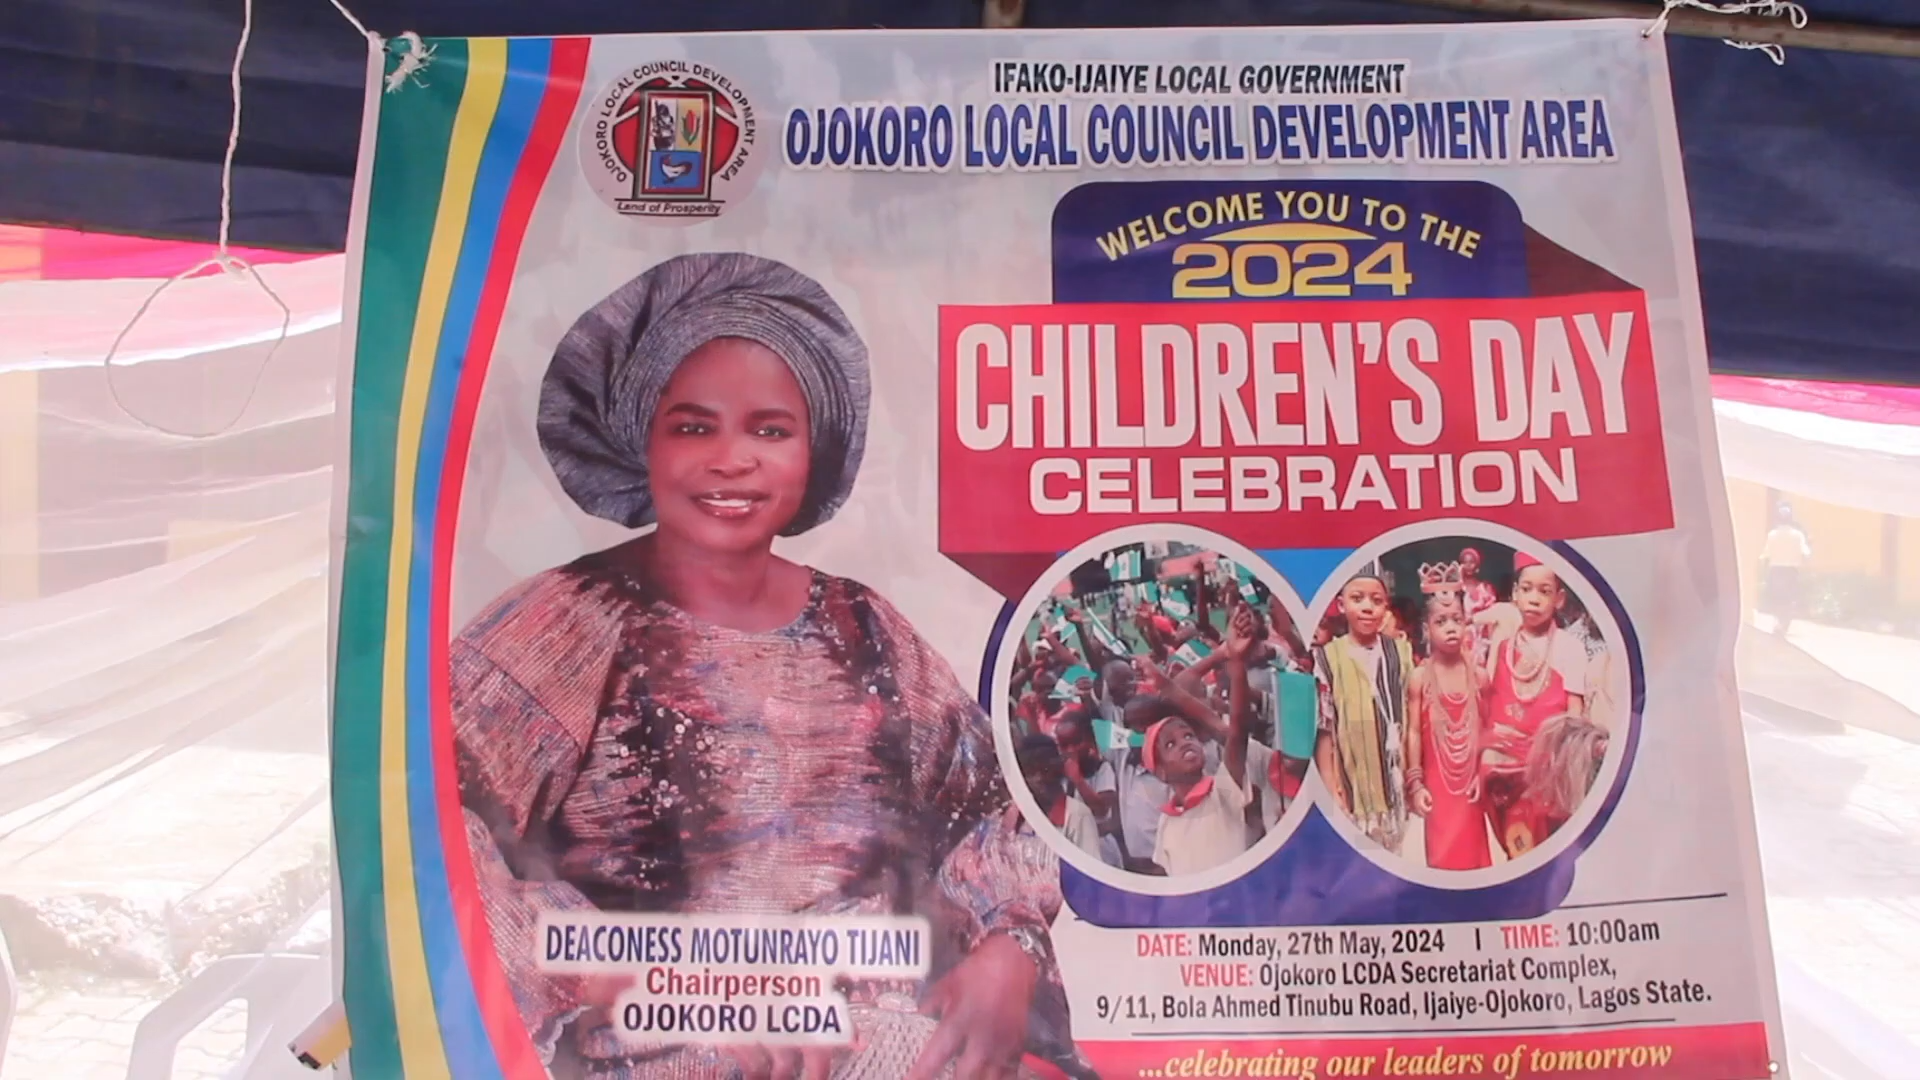 OJOKORO LOCAL COUNCIL DEVELOPMENT AREA
Land of Prosperity
IFAKO-IJAIYE LOCAL GOVERNMENT
OJOKORO LOCAL COUNCIL DEVELOPMENT AREA
WELCOME YOU TO THE
2024
CHILDREN'S DAY
CELEBRATION
DEACONESS MOTUNRAYO TIJANI
Chairperson
OJOKORO LCDA
DATE: Monday, 27th May, 2024 | TIME: 10:00am
VENUE: Ojokoro LCDA Secretariat Complex,
9/11, Bola Ahmed Tinubu Road, Ijaiye-Ojokoro, Lagos State.
...celebrating our leaders of tomorrow